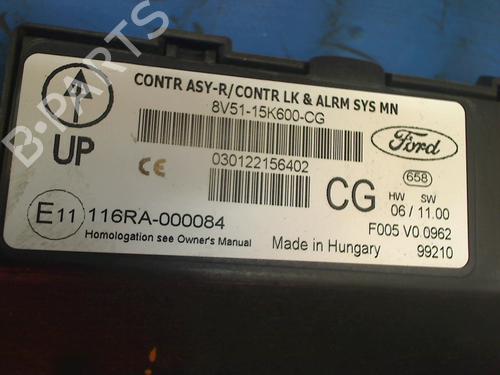 CONTR ASY-R/CONTR LK & ALRM SYS MN
8V51-15K600-CG
Ford
UP
CE
030122156402
CG
658
HW SW
06 / 11.00
E11 116RA-000084
F005 V0.0962
Homologation see Owner's Manual
Made in Hungary
99210
B-PARTS